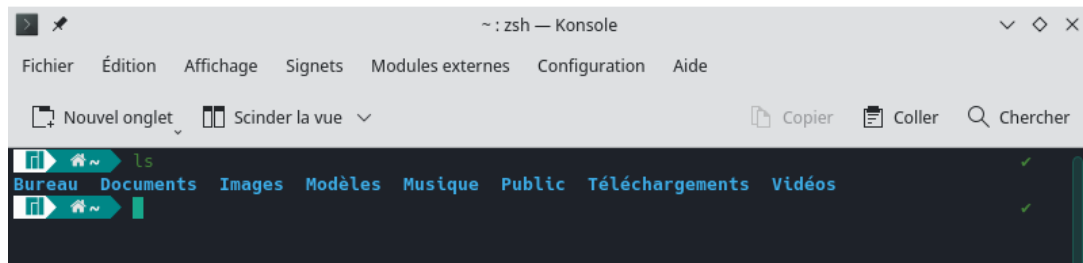 ~ : zsh — Konsole
Fichier Édition Affichage Signets Modules externes Configuration Aide
Nouvel onglet Scinder la vue Copier Coller Chercher
~ ls ✔
Bureau Documents Images Modèles Musique Public Téléchargements Vidéos
~ ✔